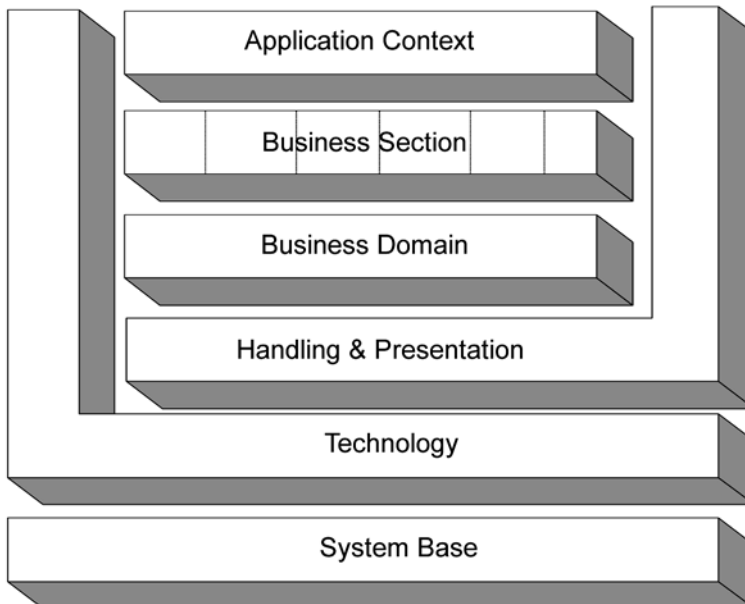 Application Context
Business Section
Business Domain
Handling & Presentation
Technology
System Base